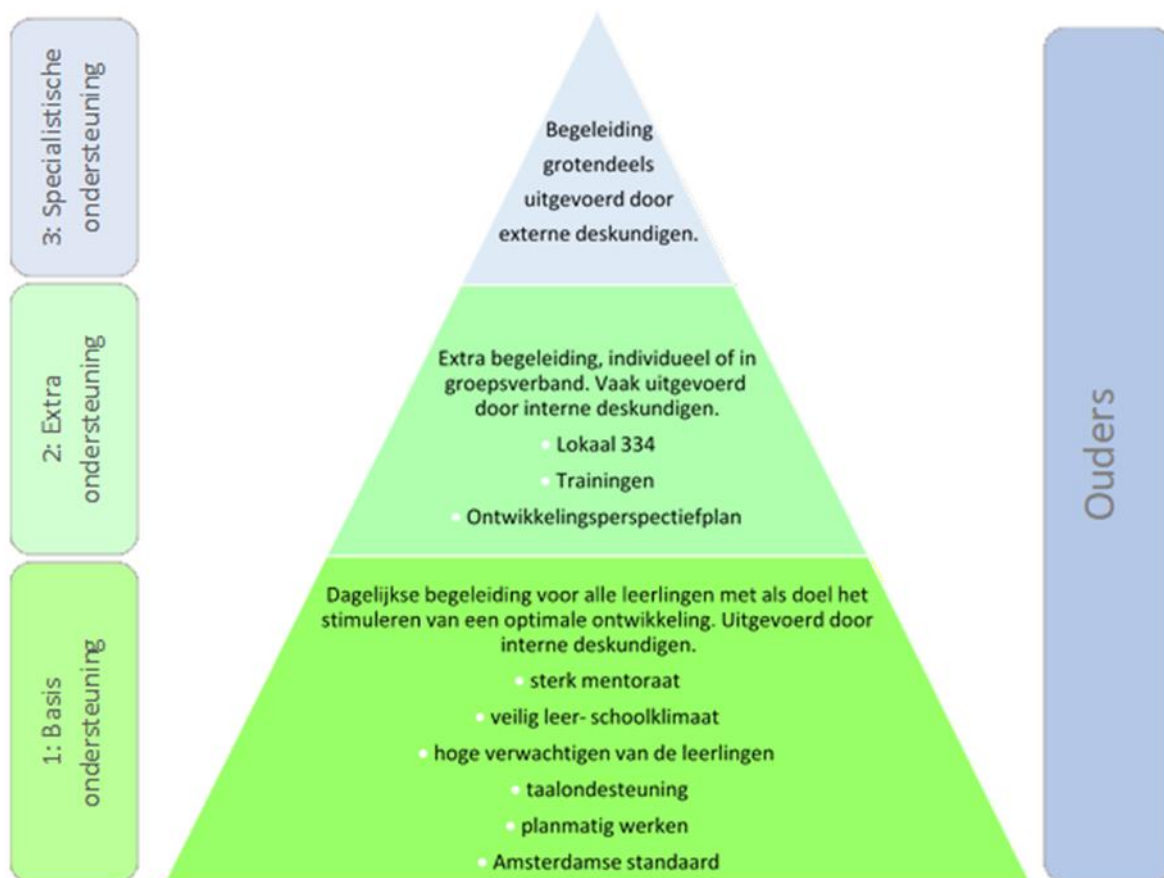 3: Specialistische
ondersteuning
Begeleiding
grotendeels
uitgevoerd door
externe deskundigen.
2: Extra
ondersteuning
Extra begeleiding, individueel of in
groepsverband. Vaak uitgevoerd
door interne deskundigen.
• Lokaal 334
• Trainingen
• Ontwikkelingsperspectiefplan
1: Basis
ondersteuning
Dagelijkse begeleiding voor alle leerlingen met als doel het
stimuleren van een optimale ontwikkeling. Uitgevoerd door
interne deskundigen.
• sterk mentoraat
• veilig leer- schoolklimaat
• hoge verwachtigen van de leerlingen
• taalondesteuning
• planmatig werken
• Amsterdamse standaard
Ouders